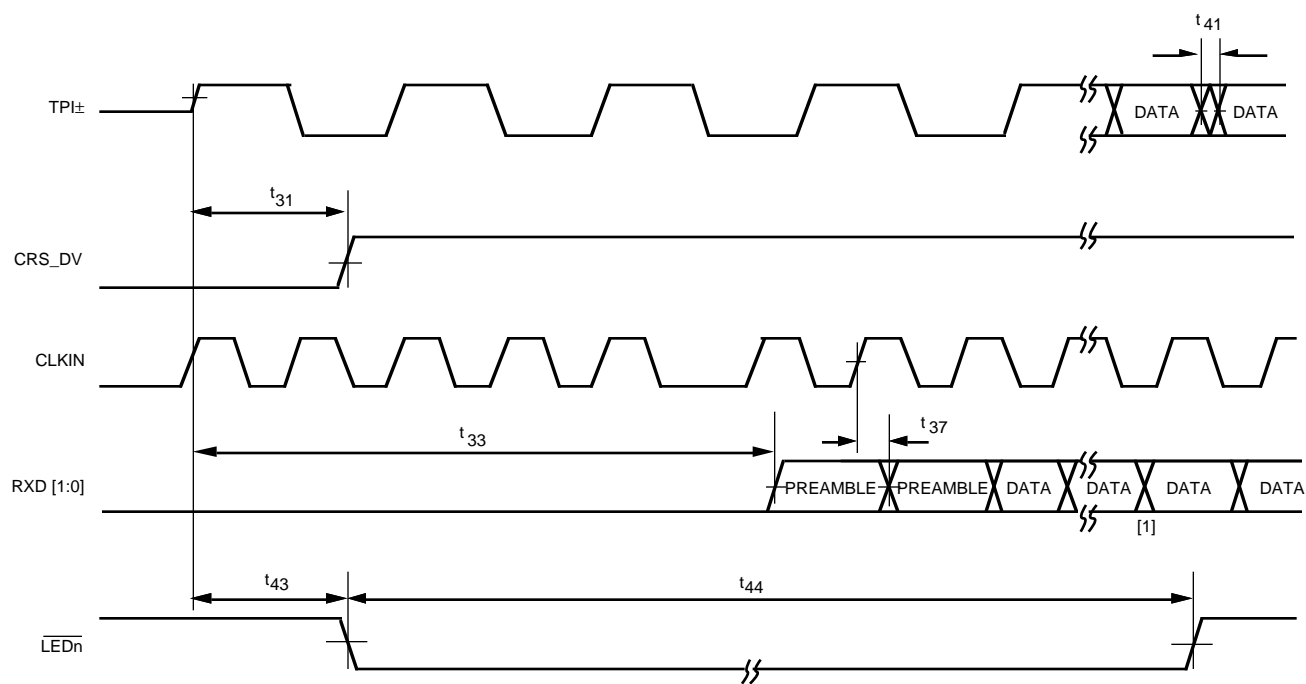 t41
TPI±
DATA
DATA
t31
CRS_DV
CLKIN
t33
t37
RXD [1:0]
PREAMBLE
PREAMBLE
DATA
DATA
DATA
DATA
[1]
t43
t44
LEDn